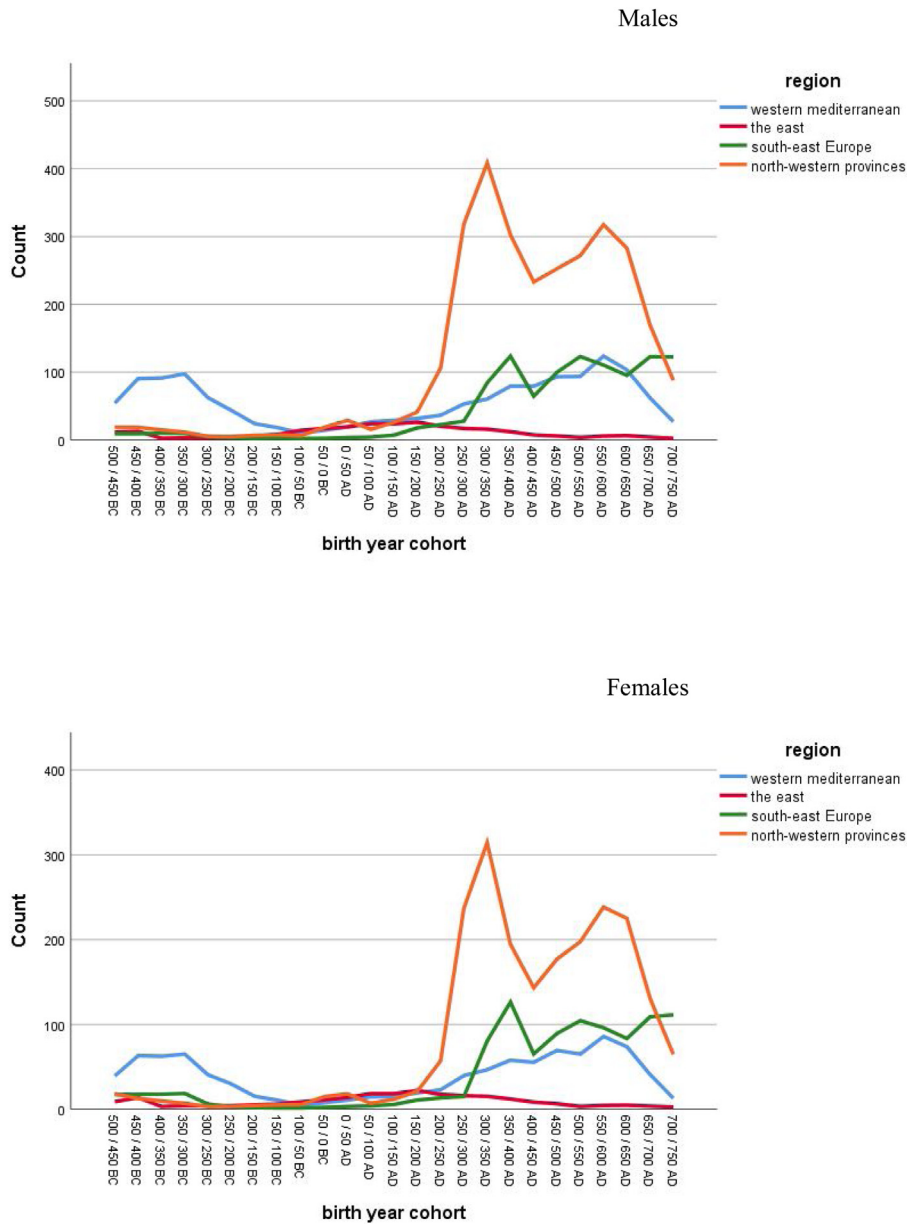 Males
region
western mediterranean
the east
south-east Europe
north-western provinces
Count
500
400
300
200
100
0
500 / 450 BC
450 / 400 BC
400 / 350 BC
350 / 300 BC
300 / 250 BC
250 / 200 BC
200 / 150 BC
150 / 100 BC
100 / 50 BC
50 / 0 BC
0 / 50 AD
50 / 100 AD
100 / 150 AD
150 / 200 AD
200 / 250 AD
250 / 300 AD
300 / 350 AD
350 / 400 AD
400 / 450 AD
450 / 500 AD
500 / 550 AD
550 / 600 AD
600 / 650 AD
650 / 700 AD
700 / 750 AD
birth year cohort
Females
region
western mediterranean
the east
south-east Europe
north-western provinces
Count
400
300
200
100
0
500 / 450 BC
450 / 400 BC
400 / 350 BC
350 / 300 BC
300 / 250 BC
250 / 200 BC
200 / 150 BC
150 / 100 BC
100 / 50 BC
50 / 0 BC
0 / 50 AD
50 / 100 AD
100 / 150 AD
150 / 200 AD
200 / 250 AD
250 / 300 AD
300 / 350 AD
350 / 400 AD
400 / 450 AD
450 / 500 AD
500 / 550 AD
550 / 600 AD
600 / 650 AD
650 / 700 AD
700 / 750 AD
birth year cohort